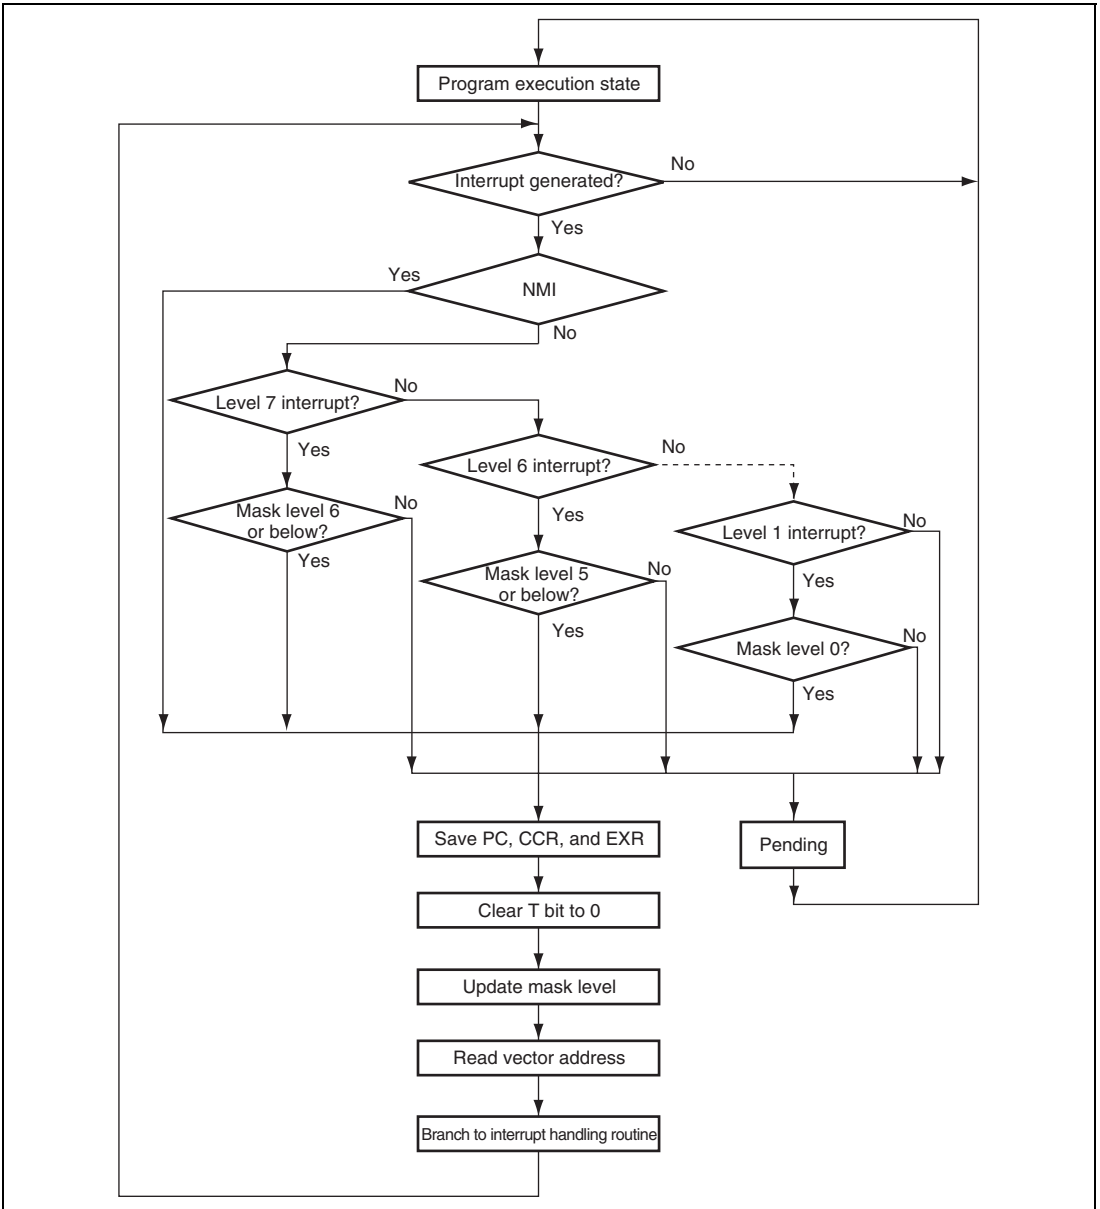 Program execution state
Interrupt generated?
No
Yes
NMI
Yes
No
Level 7 interrupt?
No
Yes
Level 6 interrupt?
No
Yes
Mask level 6
or below?
No
Yes
Level 1 interrupt?
No
Yes
Mask level 5
or below?
No
Yes
Mask level 0?
No
Yes
Save PC, CCR, and EXR
Pending
Clear T bit to 0
Update mask level
Read vector address
Branch to interrupt handling routine